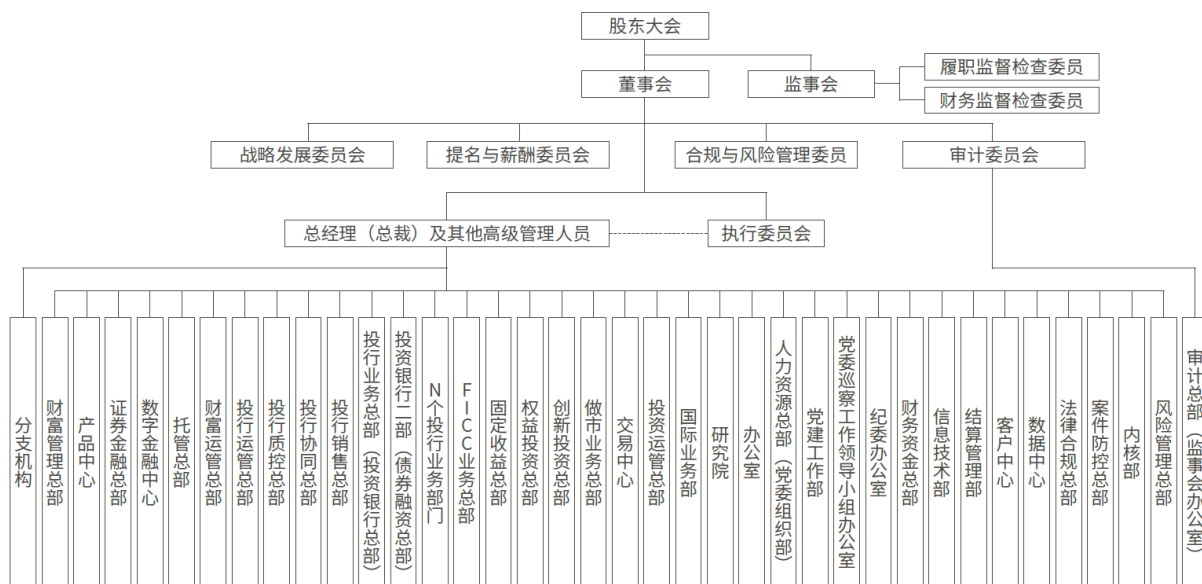 股东大会
董事会
监事会
履职监督检查委员
财务监督检查委员
战略发展委员会
提名与薪酬委员会
合规与风险管理委员
审计委员会
总经理（总裁）及其他高级管理人员
执行委员会
分支机构
财富管理总部
产品中心
证券金融总部
数字金融中心
托管总部
财富运管总部
投行运管总部
投行质控总部
投行协同总部
投行销售总部
投行业务总部（投资银行总部）
投资银行二部（债券融资总部）
N个投行业务部门
FICC业务总部
固定收益总部
权益投资总部
创新投资总部
做市业务总部
交易中心
投资运管总部
国际业务部
研究院
办公室
人力资源总部（党委组织部）
党建工作部
党委巡察工作领导小组办公室
纪委办公室
财务资金总部
信息技术部
结算管理部
客户中心
数据中心
法律合规总部
案件防控总部
内核部
风险管理总部
审计总部（监事会办公室）